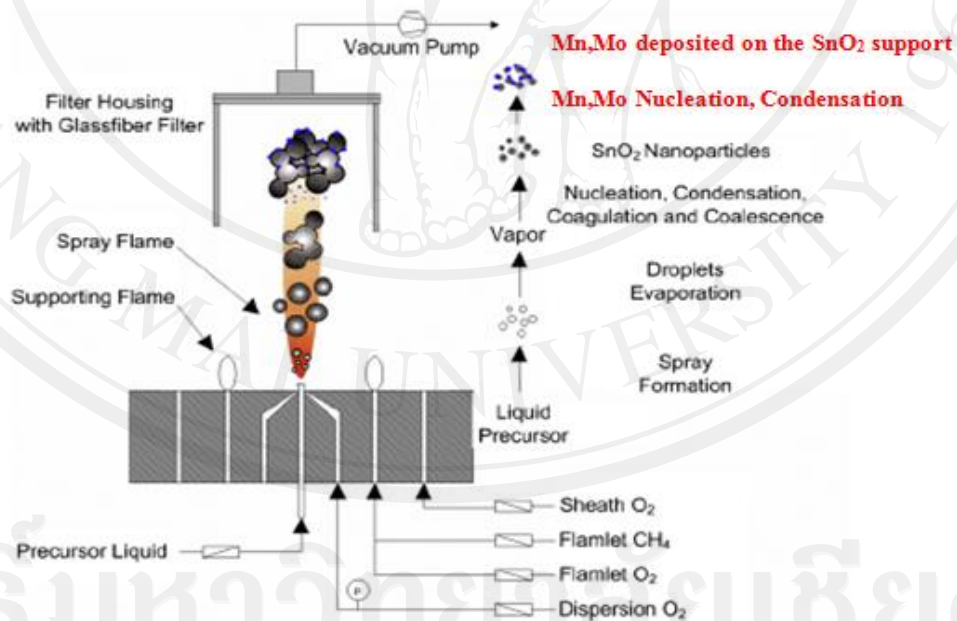 Vacuum Pump
Mn,Mo deposited on the SnO₂ support
Filter Housing
with Glassfiber Filter
Mn,Mo Nucleation, Condensation
SnO₂ Nanoparticles
Nucleation, Condensation,
Coagulation and Coalescence
Vapor
Spray Flame
Supporting Flame
Droplets
Evaporation
Spray
Formation
Liquid
Precursor
Precursor Liquid
P
Sheath O₂
Flamlet CH₄
Flamlet O₂
Dispersion O₂
MAI UNIVERSITY